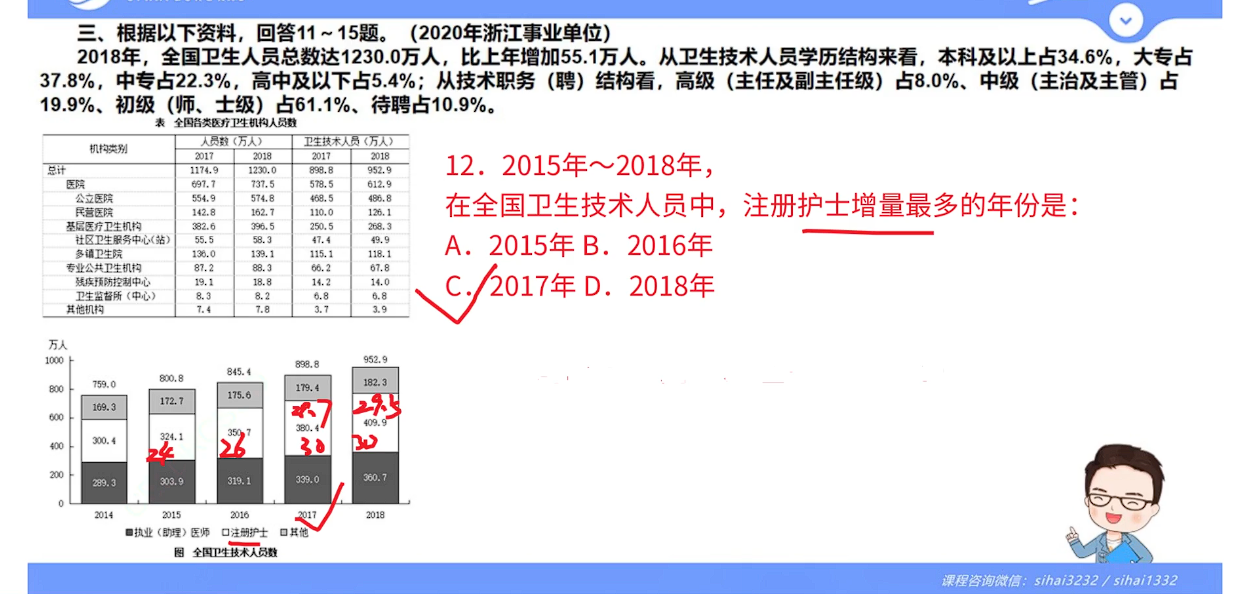 三、根据以下资料，回答11～15题。（2020年浙江事业单位）
2018年，全国卫生人员总数达1230.0万人，比上年增加55.1万人。从卫生技术人员学历结构来看，本科及以上占34.6%，大专占
37.8%，中专占22.3%，高中及以下占5.4%；从技术职务（聘）结构看，高级（主任及副主任级）占8.0%、中级（主治及主管）占
19.9%、初级（师、士级）占61.1%、待聘占10.9%。
表 全国各类医疗卫生机构人员数
机构类别 人员数（万人） 卫生技术人员（万人）
2017 2018 2017 2018
总计 1174.9 1230.0 898.8 952.9
医院 697.7 737.5 578.5 612.9
公立医院 554.9 574.8 468.5 486.8
民营医院 142.8 162.7 110.0 126.1
基层医疗卫生机构 382.6 396.5 250.5 268.3
社区卫生服务中心（站） 55.5 58.3 47.4 49.9
乡镇卫生院 136.0 139.1 115.1 118.1
专业公共卫生机构 87.2 88.3 66.2 67.8
残疾预防控制中心 19.1 18.8 14.2 14.0
卫生监督所（中心） 8.3 8.2 6.8 6.8
其他机构 7.4 7.8 3.7 3.9
12．2015年～2018年，
在全国卫生技术人员中，注册护士增量最多的年份是：
A．2015年 B．2016年
C．2017年 D．2018年
万人
1000
800
600
400
200
0
759.0 800.8 845.4 898.8 952.9
169.3 172.7 175.6 179.4 182.3
28.7 29.5
300.4 324.1 350.7 380.4 409.9
24 26 30 30
289.3 303.9 319.1 339.0 360.7
2014 2015 2016 2017 2018
执业（助理）医师 注册护士 其他
图 全国卫生技术人员数
课程咨询微信：sihai3232 / sihai1332